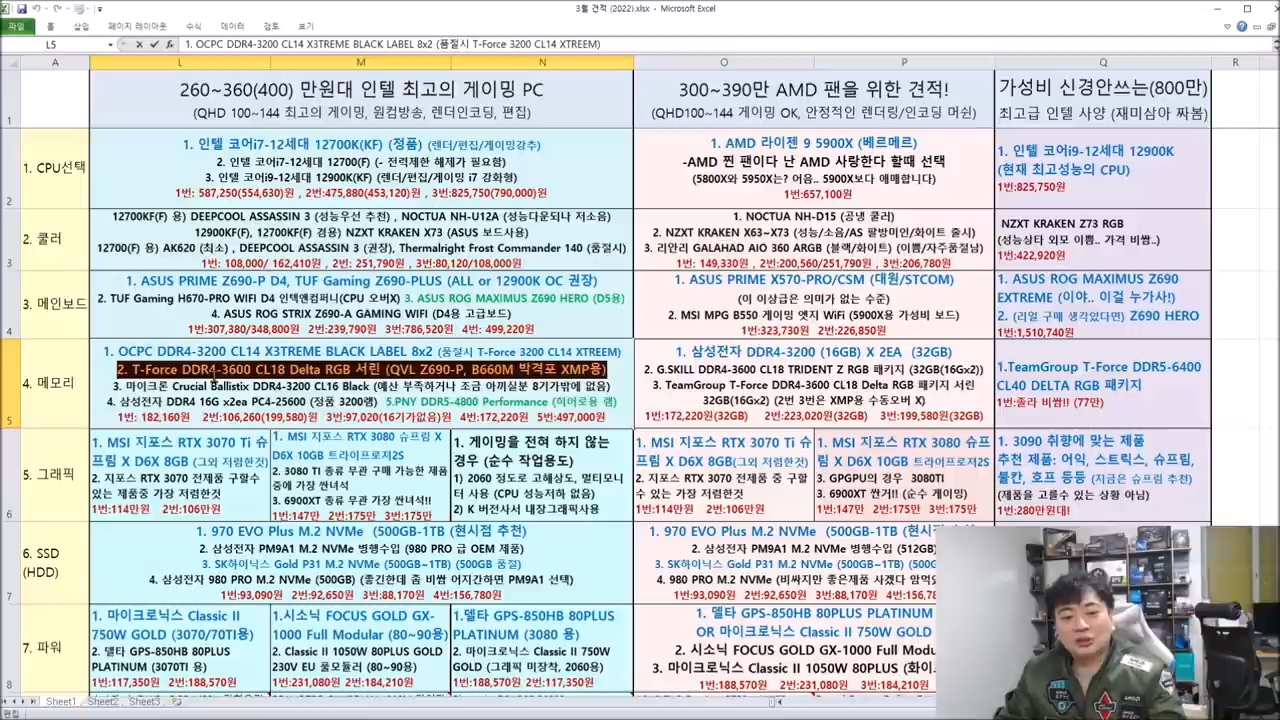 3월 견적 (2022).xlsx - Microsoft Excel
파일 홈 삽입 페이지 레이아웃 수식 데이터 검토 보기
L5 fx 1. OCPC DDR4-3200 CL14 X3TREME BLACK LABEL 8x2 (품절시 T-Force 3200 CL14 XTREEM)
A L M N O P Q R S
1
260~360(400) 만원대 인텔 최고의 게이밍 PC
(QHD 100~144 최고의 게이밍, 원컴방송, 렌더인코딩, 편집)
300~390만 AMD 팬을 위한 견적!
(QHD100~144 게이밍 OK, 안정적인 렌더링/인코딩 머쉰)
가성비 신경안쓰는(800만)
최고급 인텔 사양 (재미삼아 짜봄)
2
1. CPU선택
1. 인텔 코어i7-12세대 12700K(KF) (정품) (렌더/편집/게이밍강추)
2. 인텔 코어i7-12세대 12700(F) (- 전력제한 해제가 필요함)
3. 인텔 코어i9-12세대 12900K(KF) (렌더/편집/게이밍 i7 강화형)
1번: 587,250(554,630)원 , 2번:475,880(453,120)원 , 3번:825,750(790,000)원
1. AMD 라이젠 9 5900X (베르메르)
-AMD 찐 팬이다 난 AMD 사랑한다 할때 선택
(5800X와 5950X는? 어음.. 5900X보다 애매합니다)
1번:657,100원
1. 인텔 코어i9-12세대 12900K
(현재 최고성능의 CPU)
1번:825,750원
3
2. 쿨러
12700KF(F) 용) DEEPCOOL ASSASSIN 3 (성능우선 추천) , NOCTUA NH-U12A (성능다운되나 저소음)
12900KF(K), 12700KF(F) 겸용) NZXT KRAKEN X73 (ASUS 보드사용)
12700(F) 용) AK620 (최소) , DEEPCOOL ASSASSIN 3 (권장), Thermalright Frost Commander 140 (품절시)
1번: 108,000/ 162,410원 , 2번: 251,790원 , 3번:80,120/108,000원
1. NOCTUA NH-D15 (공냉 쿨러)
2. NZXT KRAKEN X63~X73 (성능/소음/AS 팔방미인/화이트 출시)
3. 리안리 GALAHAD AIO 360 ARGB (블랙/화이트) (이쁨/자주품절남)
1번: 149,330원 , 2번:200,560/251,790원 , 3번:206,780원
NZXT KRAKEN Z73 RGB
(성능상타 외모 이쁨.. 가격 비쌈..)
1번:422,920원
4
3. 메인보드
1. ASUS PRIME Z690-P D4, TUF Gaming Z690-PLUS (ALL or 12900K OC 권장)
2. TUF Gaming H670-PRO WIFI D4 인텍앤컴퍼니(CPU 오버X) 3. ASUS ROG MAXIMUS Z690 HERO (D5용)
4. ASUS ROG STRIX Z690-A GAMING WIFI (D4용 고급보드)
1번:307,380/348,800원 2번:239,790원 3번:786,520원 4번: 499,220원
1. ASUS PRIME X570-PRO/CSM (대원/STCOM)
(이 이상급은 의미가 없는 수준)
2. MSI MPG B550 게이밍 엣지 WiFi (5900X용 가성비 보드)
1번:323,730원 2번:226,850원
1. ASUS ROG MAXIMUS Z690
EXTREME (이야.. 이걸 누가사!)
2. (리얼 구매 생각있다면) Z690 HERO
1번:1,510,740원
5
4. 메모리
1. OCPC DDR4-3200 CL14 X3TREME BLACK LABEL 8x2 (품절시 T-Force 3200 CL14 XTREEM)
2. T-Force DDR4-3600 CL18 Delta RGB 서린 (QVL Z690-P, B660M 박격포 XMP용)
3. 마이크론 Crucial Ballistix DDR4-3200 CL16 Black (예산 부족하거나 조금 아끼실분 8기가밖에 없음)
4. 삼성전자 DDR4 16G x2ea PC4-25600 (정품 3200램) 5.PNY DDR5-4800 Performance (히어로용 램)
1번: 182,160원 2번:106,260(199,580)원 3번:97,020(16기가없음)원 4번:172,220원 5번:497,000원
1. 삼성전자 DDR4-3200 (16GB) X 2EA (32GB)
2. G.SKILL DDR4-3600 CL18 TRIDENT Z RGB 패키지 (32GB(16Gx2))
3. TEAMGROUP T-Force DDR4-3600 CL18 Delta RGB 패키지 서린
32GB(16Gx2) (2번 3번은 XMP용 수동오버 X)
1번:172,220원(32GB) 2번:223,020원(32GB) 3번:199,580원(32GB)
1.TeamGroup T-Force DDR5-6400
CL40 DELTA RGB 패키지
1번:졸라 비쌈!! (77만)
6
5. 그래픽
1. MSI 지포스 RTX 3070 Ti 슈
프림 X D6X 8GB (그외 저렴한것)
2. 지포스 RTX 3070 전제품 구할수
있는 제품중 가장 저렴한것
1번:114만원 2번:106만원
1. MSI 지포스 RTX 3080 슈프림 X
D6X 10GB 트라이프로져2S
2. 3080 TI 종류 무관 구매 가능한 제품
중에 가장 싼녀석
3. 6900XT 종류 무관 가장 싼녀석!!
1번:147만 2번:175만 3번:175만
1. 게이밍을 전혀 하지 않는
경우 (순수 작업용도)
1) 2060 정도로 고해상도, 멀티모니
터 사용 (CPU 성능저하 없음)
2) K 버전사서 내장그래픽사용
1. MSI 지포스 RTX 3070 Ti 슈
프림 X D6X 8GB(그외 저렴한것)
2. 지포스 RTX 3070 전제품 구할
수 있는 제품중 가장 저렴한것
1번:114만원 2번:106만원
1. MSI 지포스 RTX 3080 슈프
림 X D6X 10GB 트라이프로져2S
2. GPGPU의 경우 3080TI
3. 6900XT 싼거!! (순수 게이밍)
1번:147만 2번:175만 3번:175만
1. 3090 취향에 맞는 제품
추천 제품: 어익, 스트릭스, 슈프림,
불칸, 호프 등등 (지금은 슈프림 추천)
(제품을 고를수 있는 상황 아님)
1번:280만원대!
7
6. SSD
(HDD)
1. 970 EVO Plus M.2 NVMe (500GB-1TB (현시점 추천)
2. 삼성전자 PM9A1 M.2 NVMe 병행수입 (980 PRO 급 OEM 제품)
3. SK하이닉스 Gold P31 M.2 NVMe (500GB~1TB) (500GB 품절)
4. 삼성전자 980 PRO M.2 NVMe (500GB) (좋긴한데 좀 비쌈 어지간하면 PM9A1 선택)
1번:93,090원 2번:92,650원 3번:88,170원 4번:156,780원
1. 970 EVO Plus M.2 NVMe (500GB-1TB (현시
2. 삼성전자 PM9A1 M.2 NVMe 병행수입 (512GB)
3. SK하이닉스 Gold P31 M.2 NVMe (500GB~1TB) (50
4. 980 PRO M.2 NVMe (비싸지만 좋은제품 사겠다 맘먹었
1번:93,090원 2번:92,650원 3번:88,170원 4번:156,78
8
7. 파워
1. 마이크로닉스 Classic II
750W GOLD (3070/70TI용)
2. 델타 GPS-850HB 80PLUS
PLATINUM (3070TI 용)
1번:117,350원 2번:188,570원
1.시소닉 FOCUS GOLD GX-
1000 Full Modular (80~90용)
2. Classic II 1050W 80PLUS GOLD
230V EU 풀모듈러 (80~90용)
1번:231,080원 2번:184,210원
1.델타 GPS-850HB 80PLUS
PLATINUM (3080 용)
2. 마이크로닉스 Classic II 750W
GOLD (그래픽 미장착, 2060용)
1번:188,570원 2번:117,350원
1. 델타 GPS-850HB 80PLUS PLATINUM
OR 마이크로닉스 Classic II 750W GOLD
2. 시소닉 FOCUS GOLD GX-1000 Full Modu
3. 마이크로닉스 Classic II 1050W 80PLUS (화이
1번:188,570원 2번:231,080원 3번:184,210원
Sheet1 Sheet2 Sheet3
편집